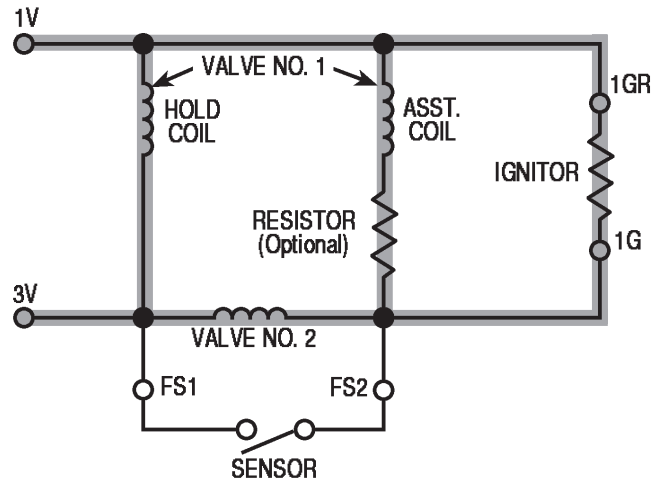 1V
VALVE NO. 1
1GR
HOLD
COIL
ASST.
COIL
IGNITOR
RESISTOR
(Optional)
1G
3V
VALVE NO. 2
FS1
FS2
SENSOR